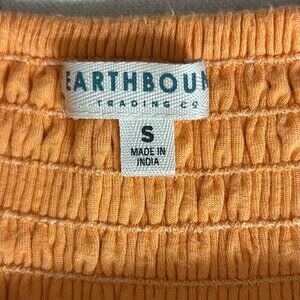 EARTHBOUN
TRADING CO
S
MADE IN
INDIA